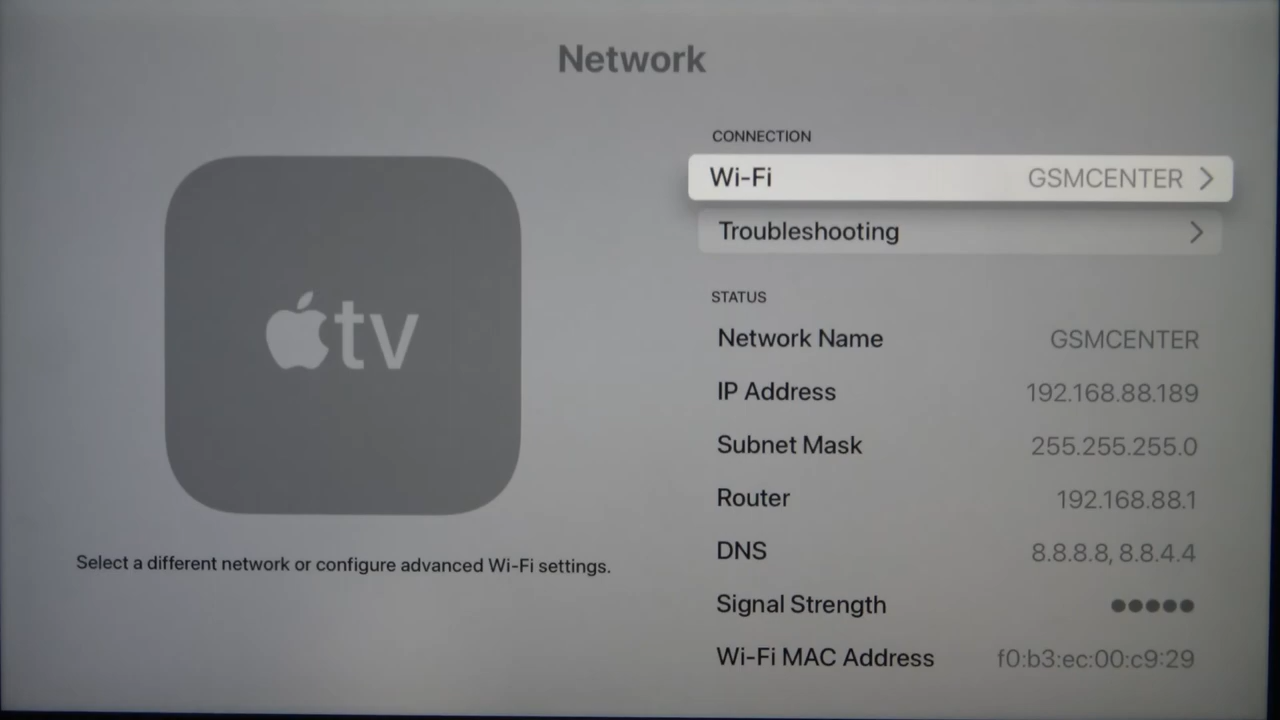 Network
CONNECTION
Wi-Fi GSMCENTER
Troubleshooting
tv
STATUS
Network Name GSMCENTER
IP Address 192.168.88.189
Subnet Mask 255.255.255.0
Router 192.168.88.1
DNS 8.8.8.8, 8.8.4.4
Select a different network or configure advanced Wi-Fi settings.
Signal Strength
Wi-Fi MAC Address f0:b3:ec:00:c9:29